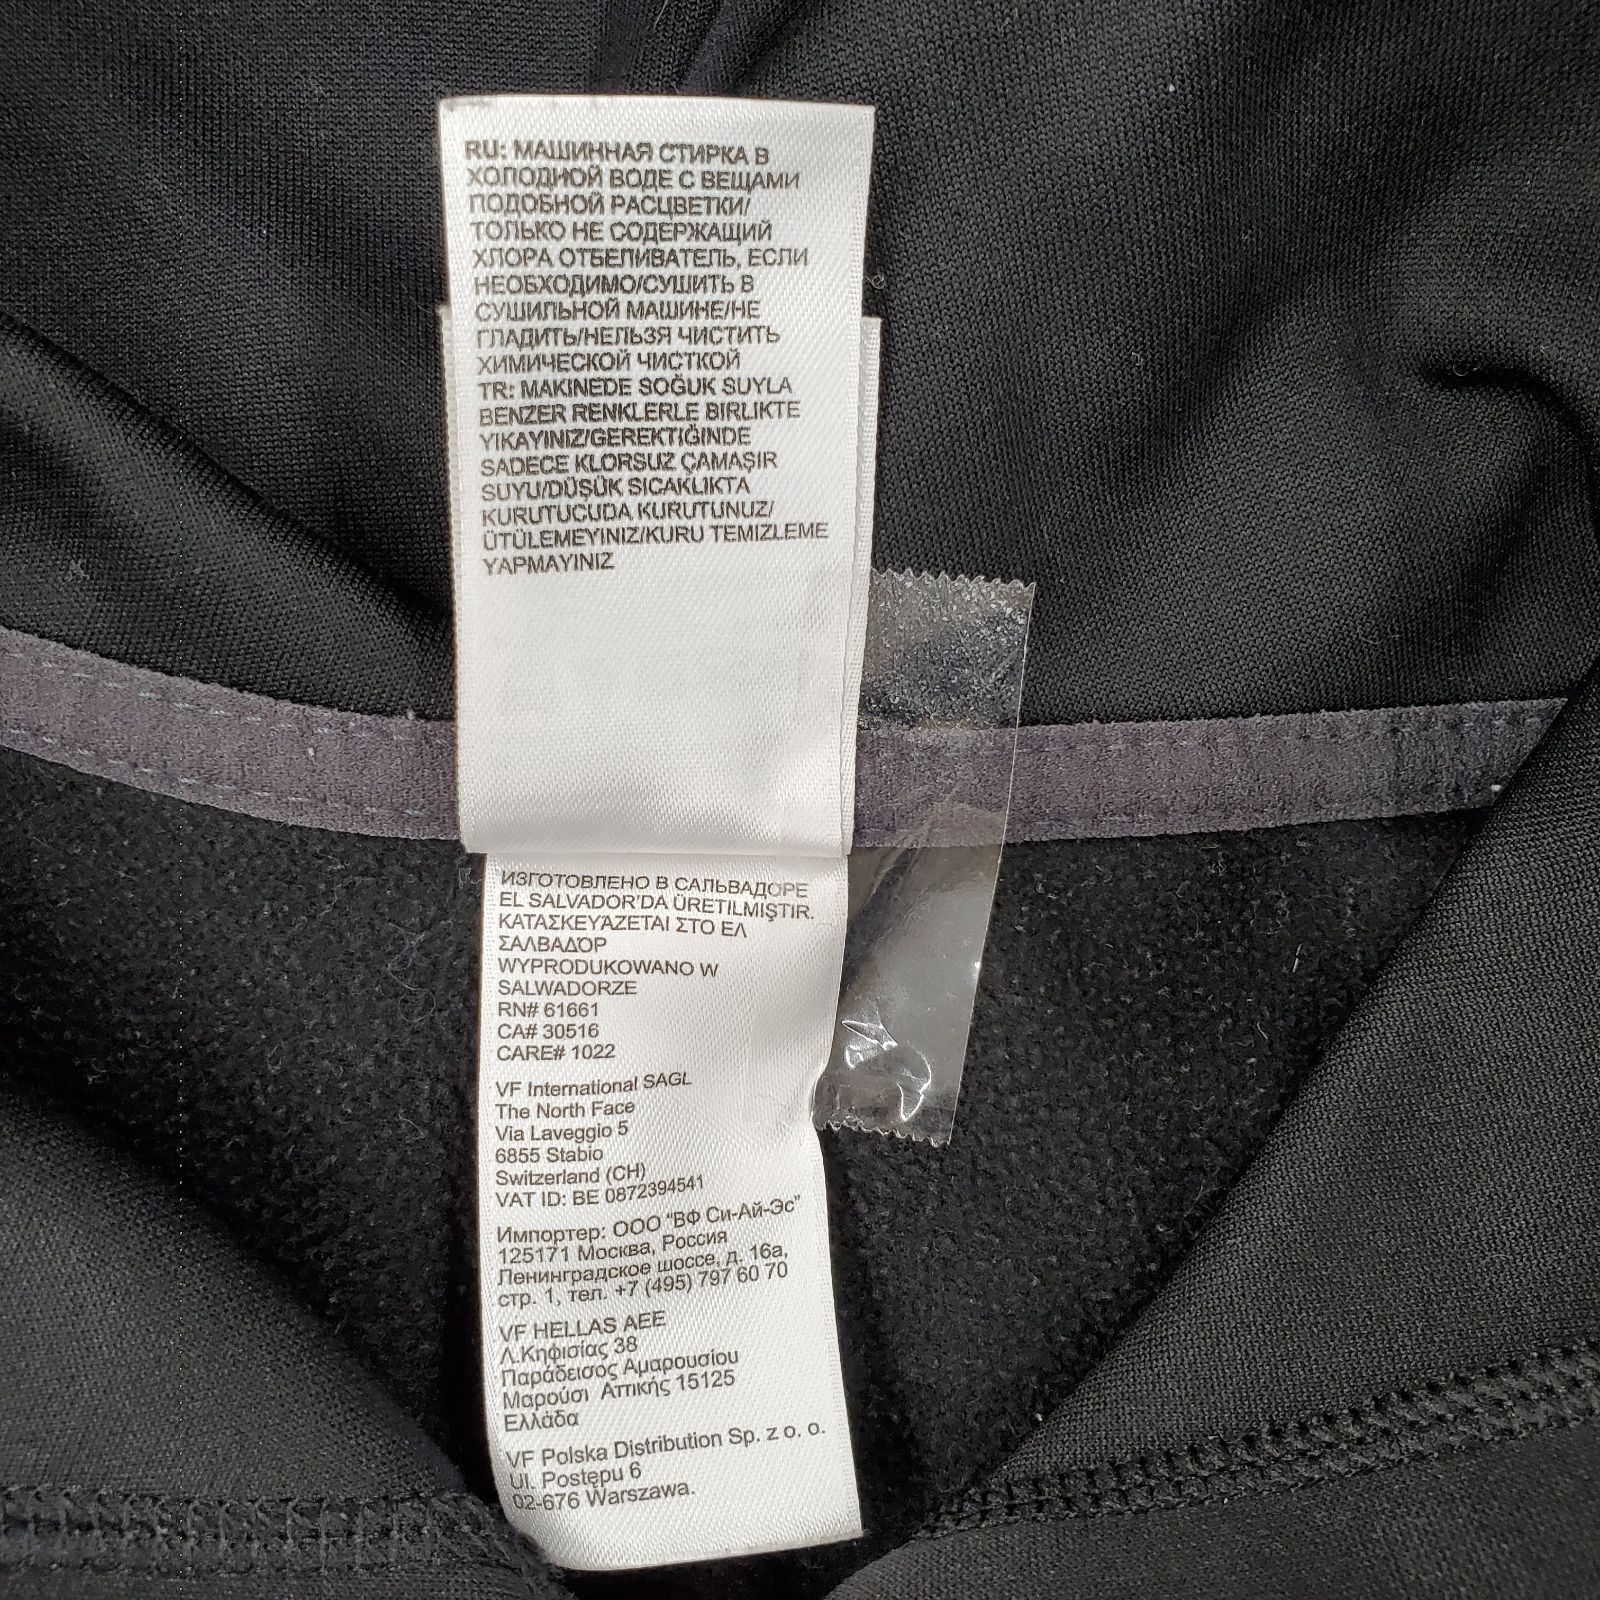 RU: МАШИННАЯ СТИРКА В
ХОЛОДНОЙ ВОДЕ С ВЕЩАМИ
ПОДОБНОЙ РАСЦВЕТКИ/
ТОЛЬКО НЕ СОДЕРЖАЩИЙ
ХЛОРА ОТБЕЛИВАТЕЛЬ, ЕСЛИ
НЕОБХОДИМО/СУШИТЬ В
СУШИЛЬНОЙ МАШИНЕ/НЕ
ГЛАДИТЬ/НЕЛЬЗЯ ЧИСТИТЬ
ХИМИЧЕСКОЙ ЧИСТКОЙ
TR: MAKINEDE SOĞUK SUYLA
BENZER RENKLERLE BIRLIKTE
YIKAYINIZ/GEREKTIĞINDE
SADECE KLORSUZ ÇAMAŞIR
SUYU/DÜŞÜK SICAKLIKTA
KURUTUCUDA KURUTUNUZ/
ÜTÜLEMEYINIZ/KURU TEMIZLEME
YAPMAYINIZ
ИЗГОТОВЛЕНО В САЛЬВАДОРЕ
EL SALVADOR'DA ÜRETILMIŞTIR.
ΚΑΤΑΣΚΕΥΆΖΕΤΑΙ ΣΤΟ ΕΛ
ΣΑΛΒΑΔΌΡ
WYPRODUKOWANO W
SALWADORZE
RN# 61661
CA# 30516
CARE# 1022
VF International SAGL
The North Face
Via Laveggio 5
6855 Stabio
Switzerland (CH)
VAT ID: BE 0872394541
Импортер: ООО "ВФ Си-Ай-Эс"
125171 Москва, Россия
Ленинградское шоссе, д. 16а,
стр. 1, тел. +7 (495) 797 60 70
VF HELLAS AEE
Λ.Κηφισίας 38
Παράδεισος Αμαρουσίου
Μαρούσι Αττικής 15125
Ελλάδα
VF Polska Distribution Sp. z o. o.
Ul. Postępu 6
02-676 Warszawa.